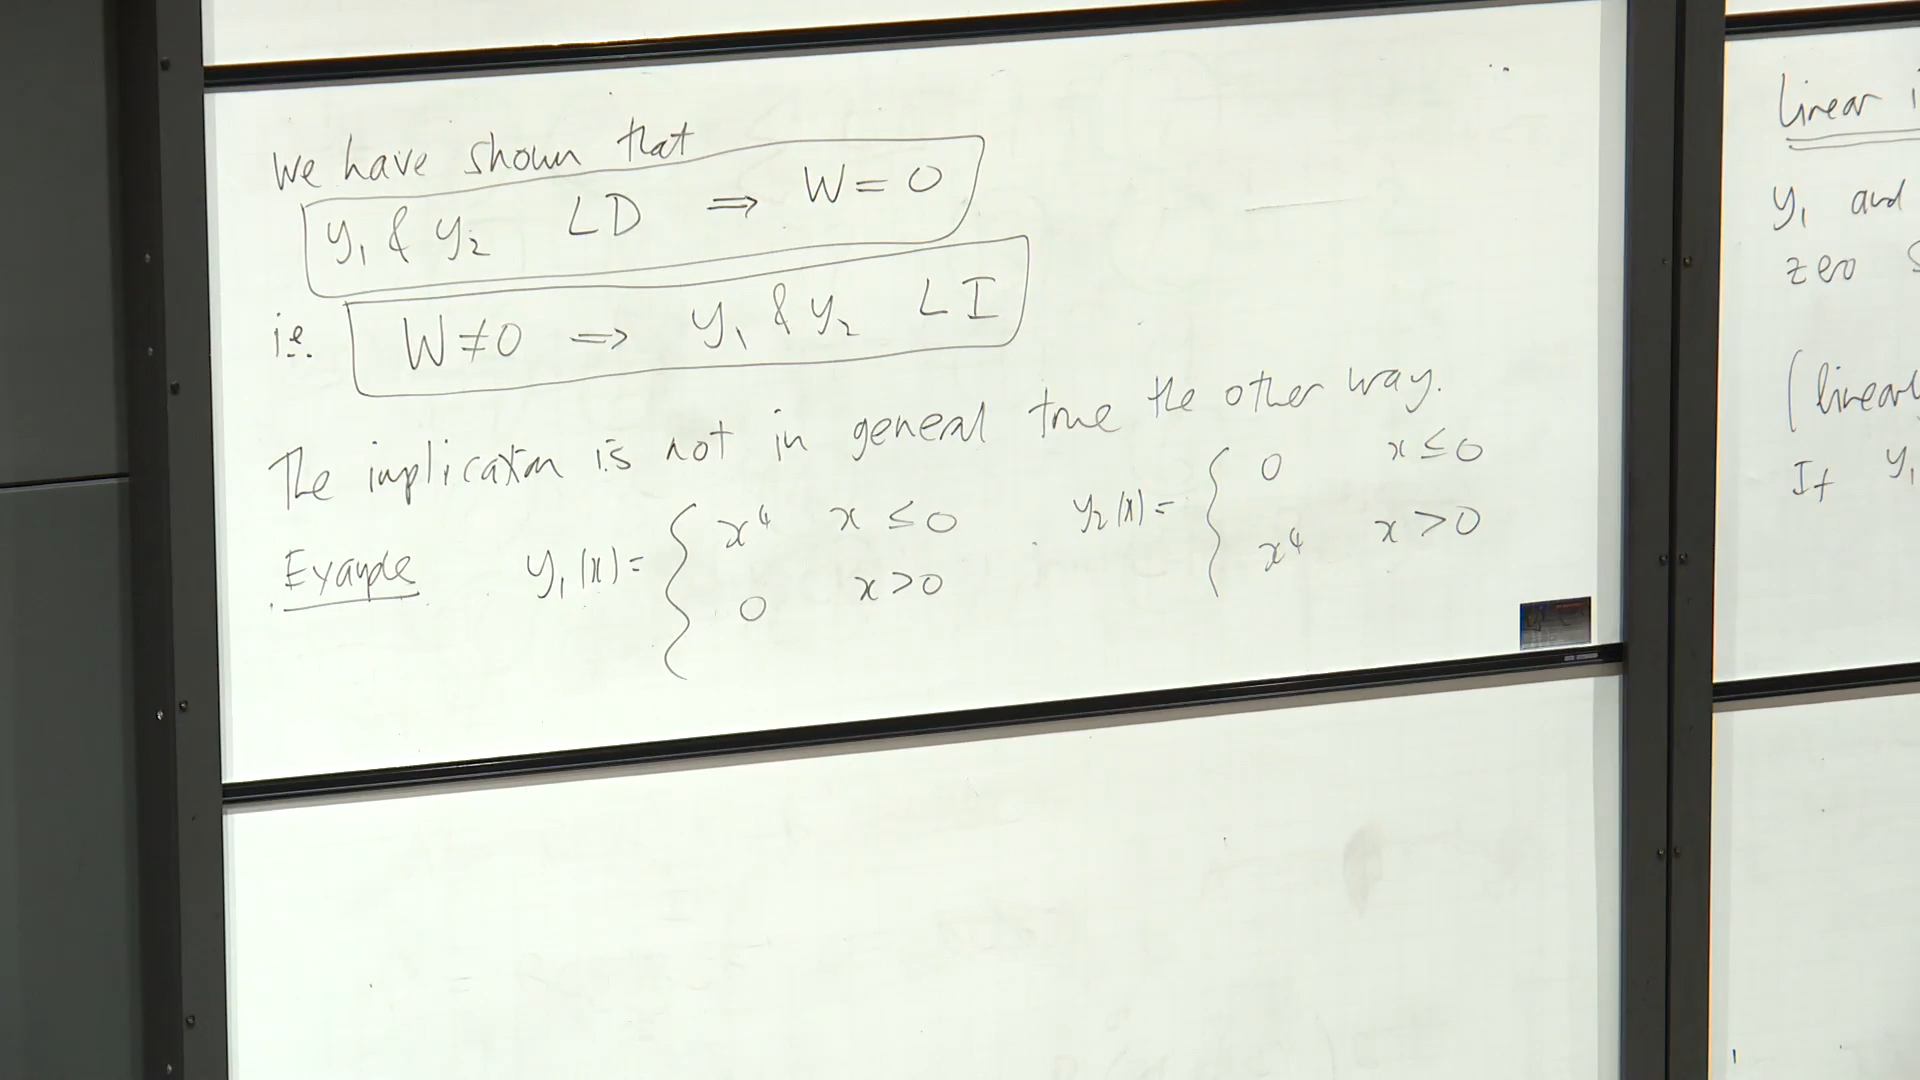 We have shown that
y₁ & y₂ LD ⇒ W = 0
i.e. W ≠ 0 ⇒ y₁ & y₂ LI
The implication is not in general true the other way.
Example y₁(x) = { x⁴ x ≤ 0
0 x > 0
y₂(x) = { 0 x ≤ 0
x⁴ x > 0
linear i
y₁ and
zero
(linearl
If y₁